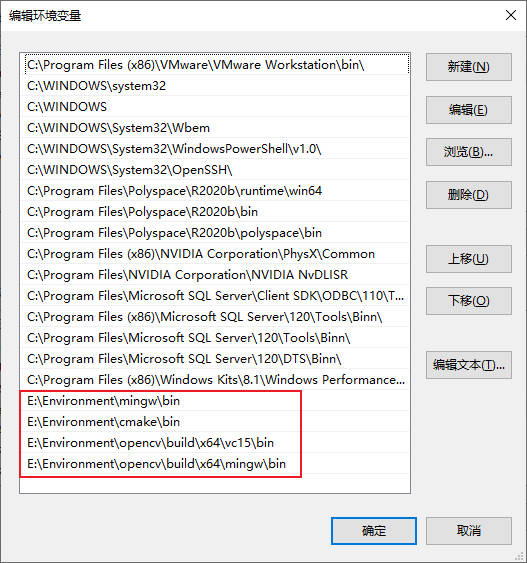 编辑环境变量
C:\Program Files (x86)\VMware\VMware Workstation\bin\
C:\WINDOWS\system32
C:\WINDOWS
C:\WINDOWS\System32\Wbem
C:\WINDOWS\System32\WindowsPowerShell\v1.0\
C:\WINDOWS\System32\OpenSSH\
C:\Program Files\Polyspace\R2020b\runtime\win64
C:\Program Files\Polyspace\R2020b\bin
C:\Program Files\Polyspace\R2020b\polyspace\bin
C:\Program Files (x86)\NVIDIA Corporation\PhysX\Common
C:\Program Files\NVIDIA Corporation\NVIDIA NvDLISR
C:\Program Files\Microsoft SQL Server\Client SDK\ODBC\110\T...
C:\Program Files (x86)\Microsoft SQL Server\120\Tools\Binn\
C:\Program Files\Microsoft SQL Server\120\Tools\Binn\
C:\Program Files\Microsoft SQL Server\120\DTS\Binn\
C:\Program Files (x86)\Windows Kits\8.1\Windows Performance...
E:\Environment\mingw\bin
E:\Environment\cmake\bin
E:\Environment\opencv\build\x64\vc15\bin
E:\Environment\opencv\build\x64\mingw\bin
新建(N)
编辑(E)
浏览(B)...
删除(D)
上移(U)
下移(O)
编辑文本(T)...
确定
取消